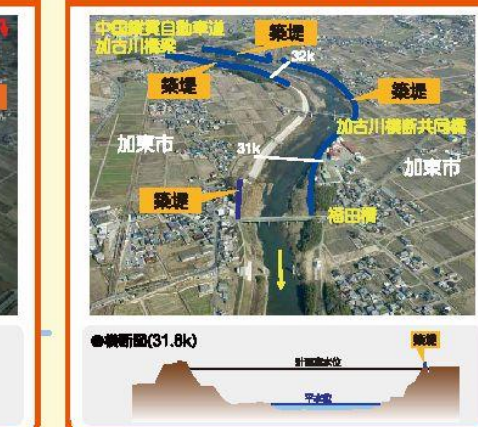 中国縦貫自動車道
加古川橋梁
築堤
32k
築堤
築堤
加古川横断共同橋
加東市
31k
加東市
築堤
福田橋
●横断図(31.8k)
築堤
計画高水位
平水位